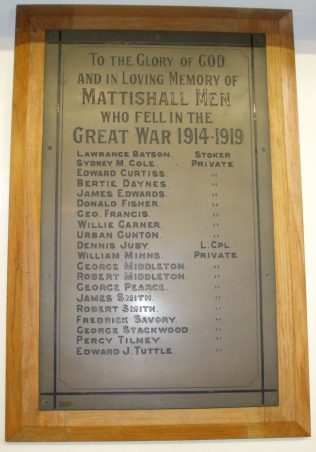 TO THE GLORY OF GOD
AND IN LOVING MEMORY OF
MATTISHALL MEN
WHO FELL IN THE
GREAT WAR 1914-1919
LAWRANCE BATSON. STOKER
SYDNEY M. COLE. PRIVATE
EDWARD CURTISS. "
BERTIE DAYNES. "
JAMES EDWARDS. "
DONALD FISHER. "
GEO. FRANCIS. "
WILLIE GARNER. "
URBAN GUNTON. "
DENNIS JUBY. L. CPL
WILLIAM MINNS. PRIVATE
GEORGE MIDDLETON. "
ROBERT MIDDLETON. "
GEORGE PEARCE. "
JAMES SMITH. "
ROBERT SMITH. "
FREDRICK SAVORY. "
GEORGE STACKWOOD. "
PERCY TILNEY. "
EDWARD J. TUTTLE. "